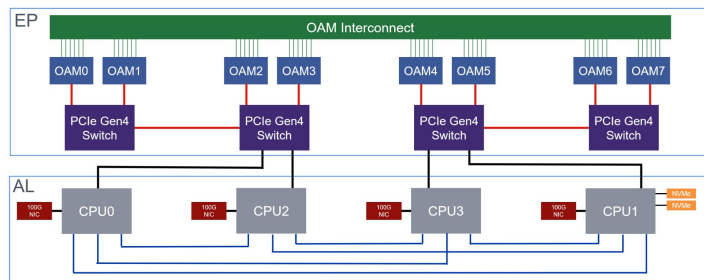 EP
OAM Interconnect
OAM0
OAM1
OAM2
OAM3
OAM4
OAM5
OAM6
OAM7
PCIe Gen4
Switch
PCIe Gen4
Switch
PCIe Gen4
Switch
PCIe Gen4
Switch
AL
100G
NIC
CPU0
100G
NIC
CPU2
100G
NIC
CPU3
100G
NIC
CPU1
NVMe
NVMe